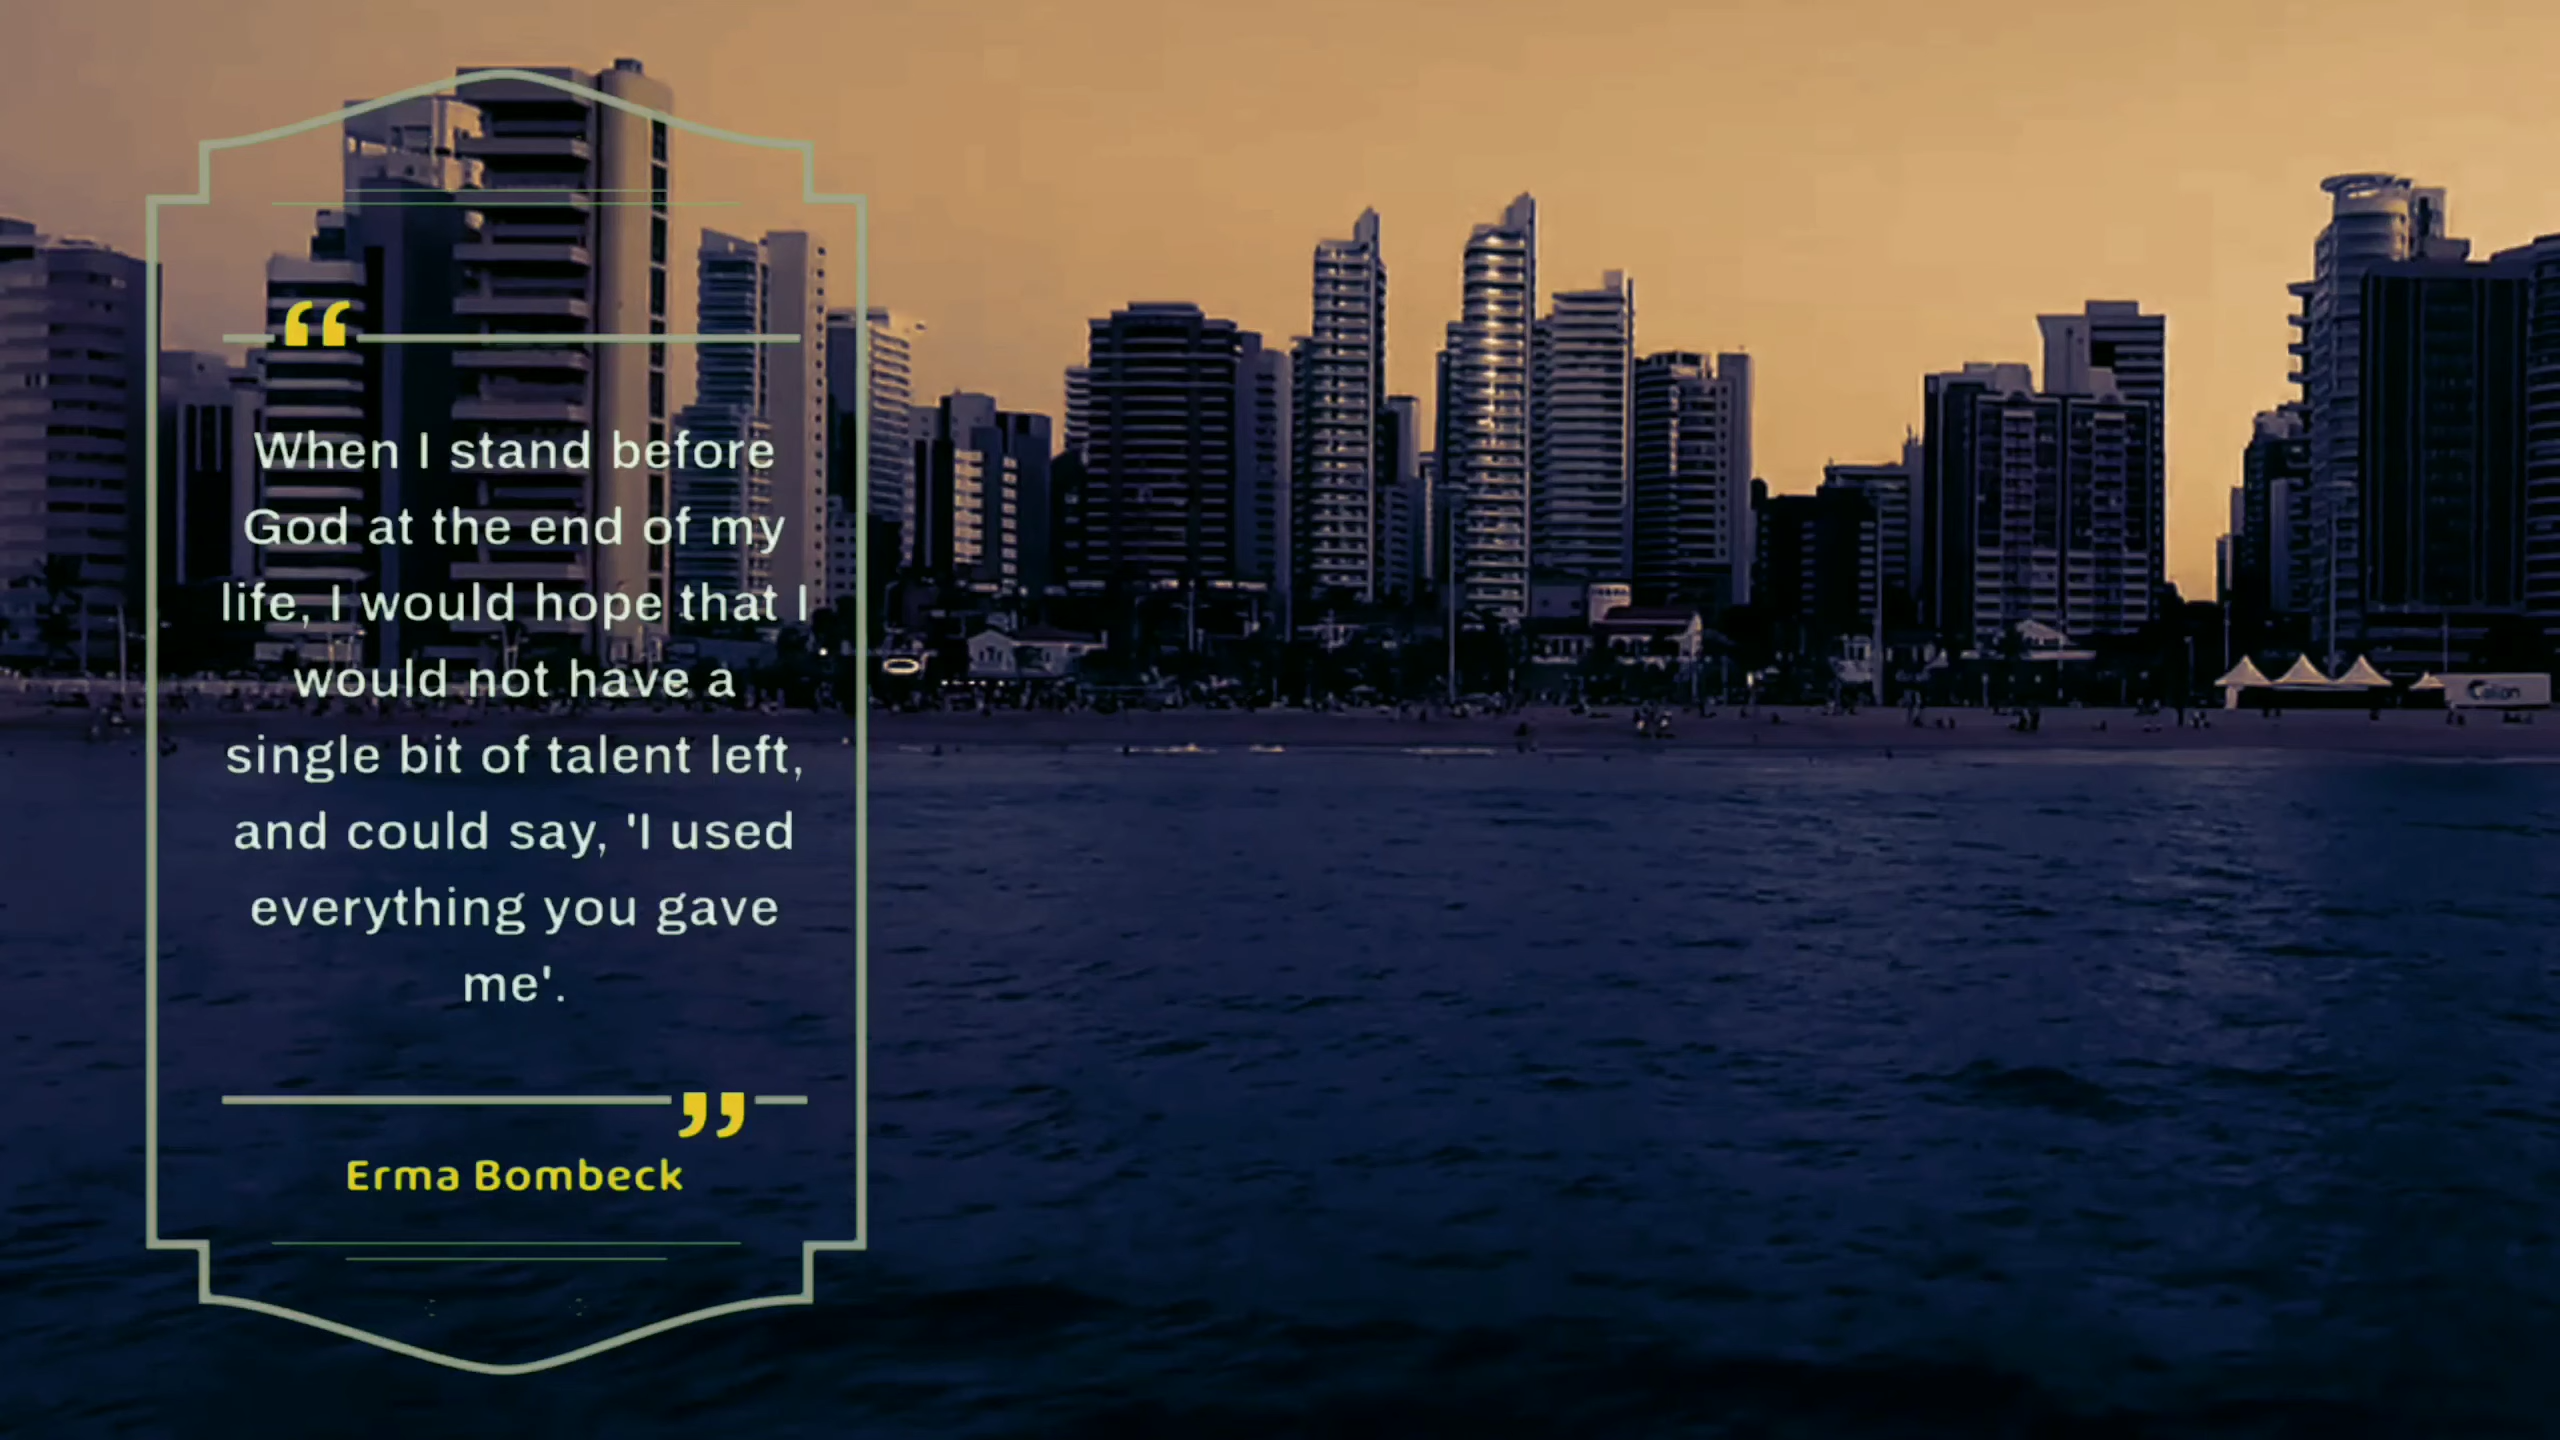 “
When I stand before
God at the end of my
life, I would hope that I
would not have a
single bit of talent left,
and could say, 'I used
everything you gave
me'.
”
Erma Bombeck